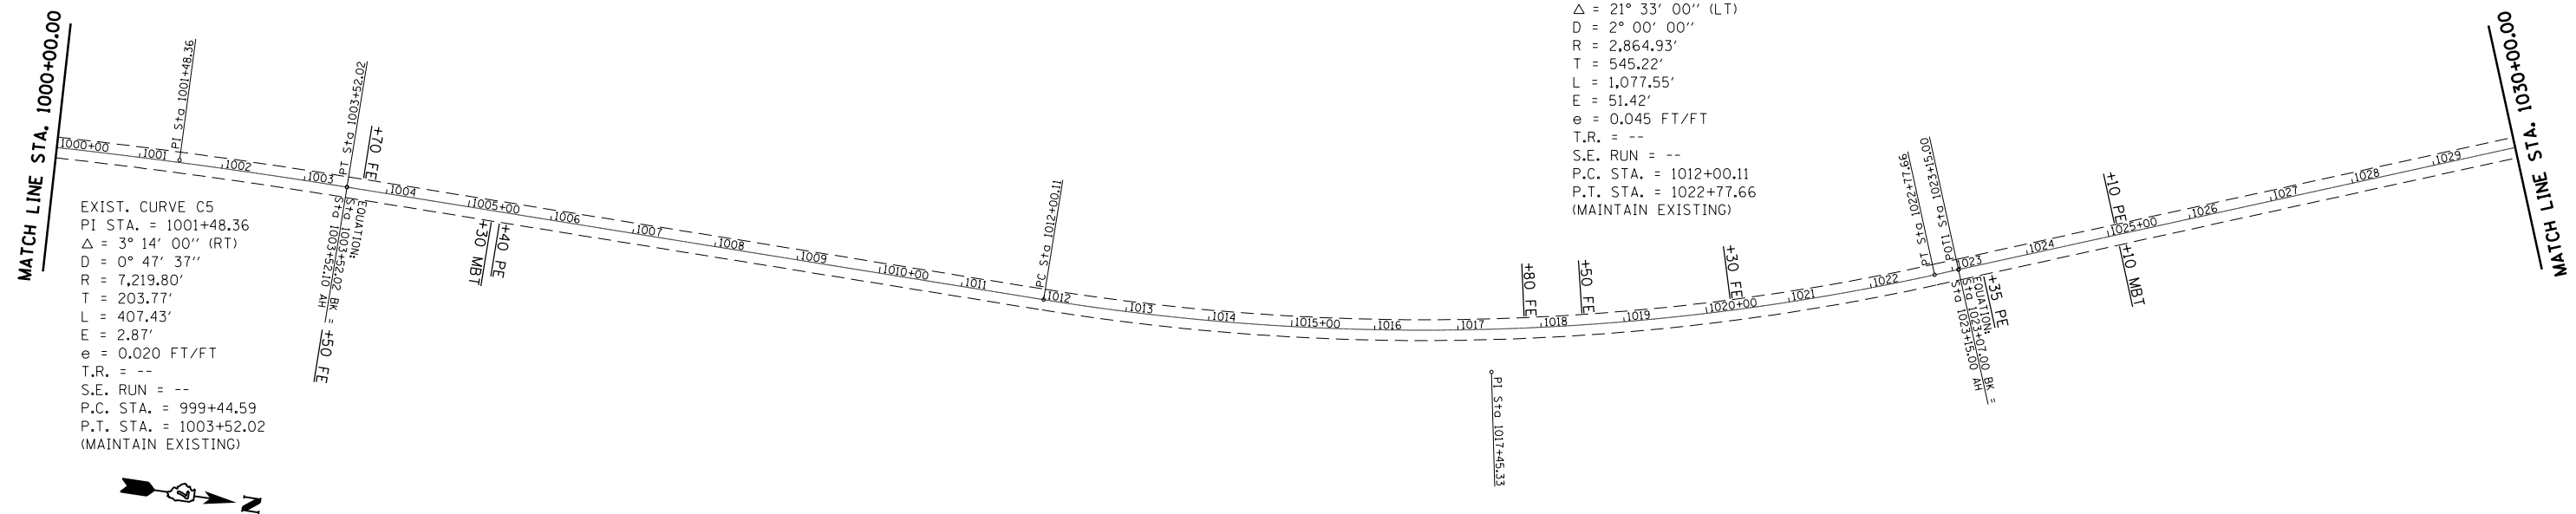 MATCH LINE STA. 1000+00.00
PI Sta 1001+48.36
PT Sta 1003+52.02
+70 FE
1000+00
1001
1002
1003
1004
1005+00
1006
1007
1008
1009
1010+00
1011
1012
1013
1014
1015+00
1016
1017
1018
1019
1020+00
1021
1022
1023
1024
1025+00
1026
1027
1028
1029
EQUATION:
Sta 1003+52.02 BK =
Sta 1003+52.10 AH
+50 FE
+30 MBT
+40 PE
PC Sta 1012+00.11
EXIST. CURVE C5
PI STA. = 1001+48.36
Δ = 3° 14' 00'' (RT)
D = 0° 47' 37''
R = 7,219.80'
T = 203.77'
L = 407.43'
E = 2.87'
e = 0.020 FT/FT
T.R. = --
S.E. RUN = --
P.C. STA. = 999+44.59
P.T. STA. = 1003+52.02
(MAINTAIN EXISTING)
N
Δ = 21° 33' 00'' (LT)
D = 2° 00' 00''
R = 2,864.93'
T = 545.22'
L = 1,077.55'
E = 51.42'
e = 0.045 FT/FT
T.R. = --
S.E. RUN = --
P.C. STA. = 1012+00.11
P.T. STA. = 1022+77.66
(MAINTAIN EXISTING)
+80 FE
+50 FE
+30 FE
PI Sta 1017+45.33
PT Sta 1022+77.66
POT Sta 1023+15.00
+35 PE
EQUATION:
Sta 1023+07.00 BK =
Sta 1023+15.00 AH
+10 PE
+10 MBT
MATCH LINE STA. 1030+00.00